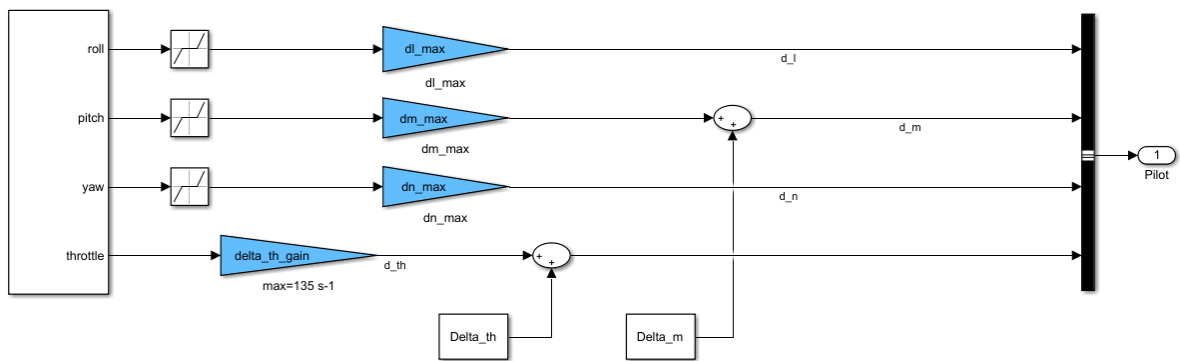 roll
dl_max
dl_max
d_l
pitch
dm_max
dm_max
+
+
d_m
yaw
dn_max
dn_max
d_n
throttle
delta_th_gain
max=135 s-1
d_th
+
+
Delta_th
Delta_m
1
Pilot